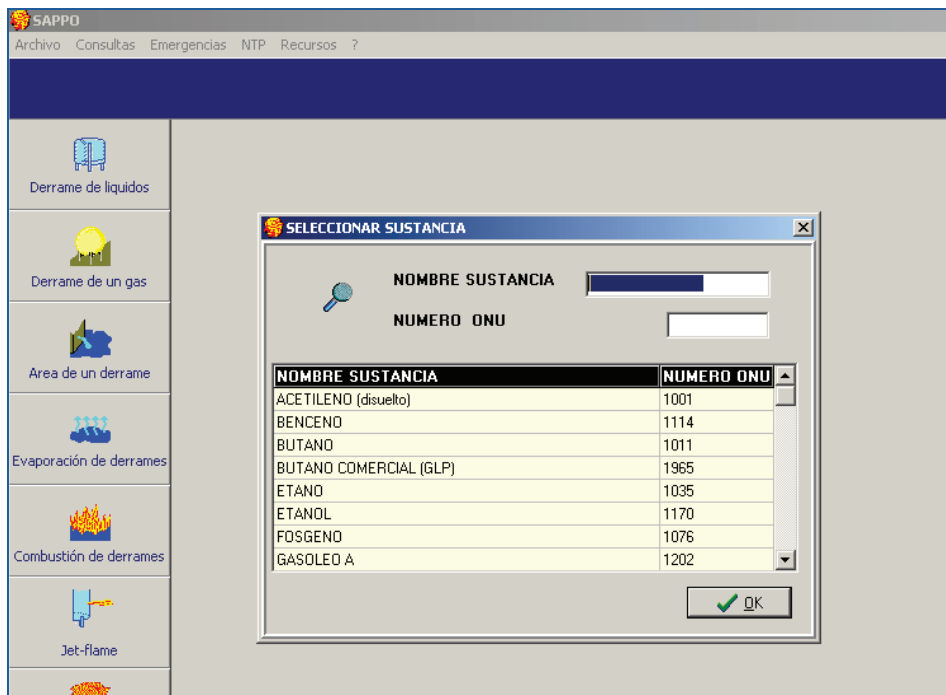 SAPPO
Archivo Consultas Emergencias NTP Recursos ?
Derrame de liquidos
Derrame de un gas
Area de un derrame
Evaporación de derrames
Combustión de derrames
Jet-flame
SELECCIONAR SUSTANCIA
NOMBRE SUSTANCIA
NUMERO ONU
NOMBRE SUSTANCIA NUMERO ONU
ACETILENO (disuelto) 1001
BENCENO 1114
BUTANO 1011
BUTANO COMERCIAL (GLP) 1965
ETANO 1035
ETANOL 1170
FOSGENO 1076
GASOLEO A 1202
OK